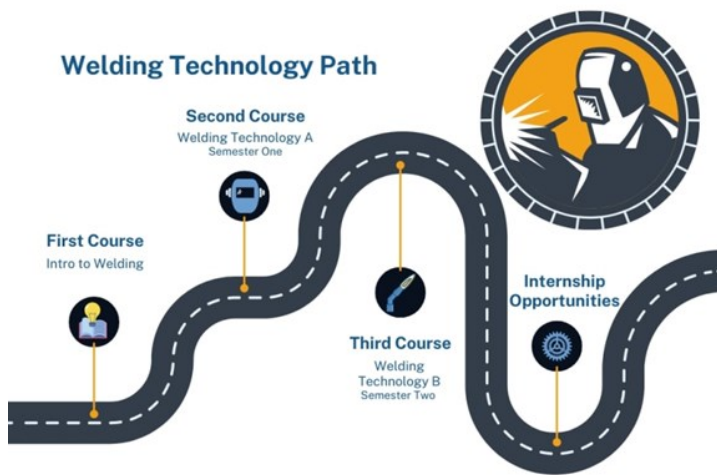 Welding Technology Path
First Course
Intro to Welding
Second Course
Welding Technology A
Semester One
Third Course
Welding
Technology B
Semester Two
Internship
Opportunities